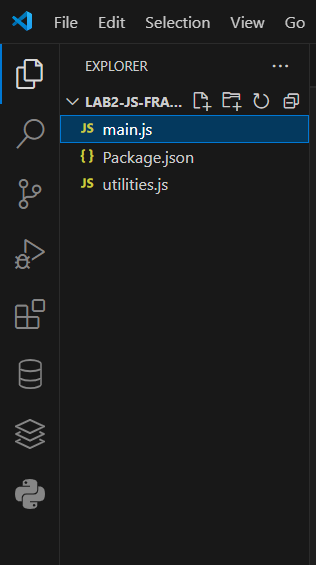 File Edit Selection View Go
EXPLORER ...
LAB2-JS-FRA...
JS main.js
{} Package.json
JS utilities.js